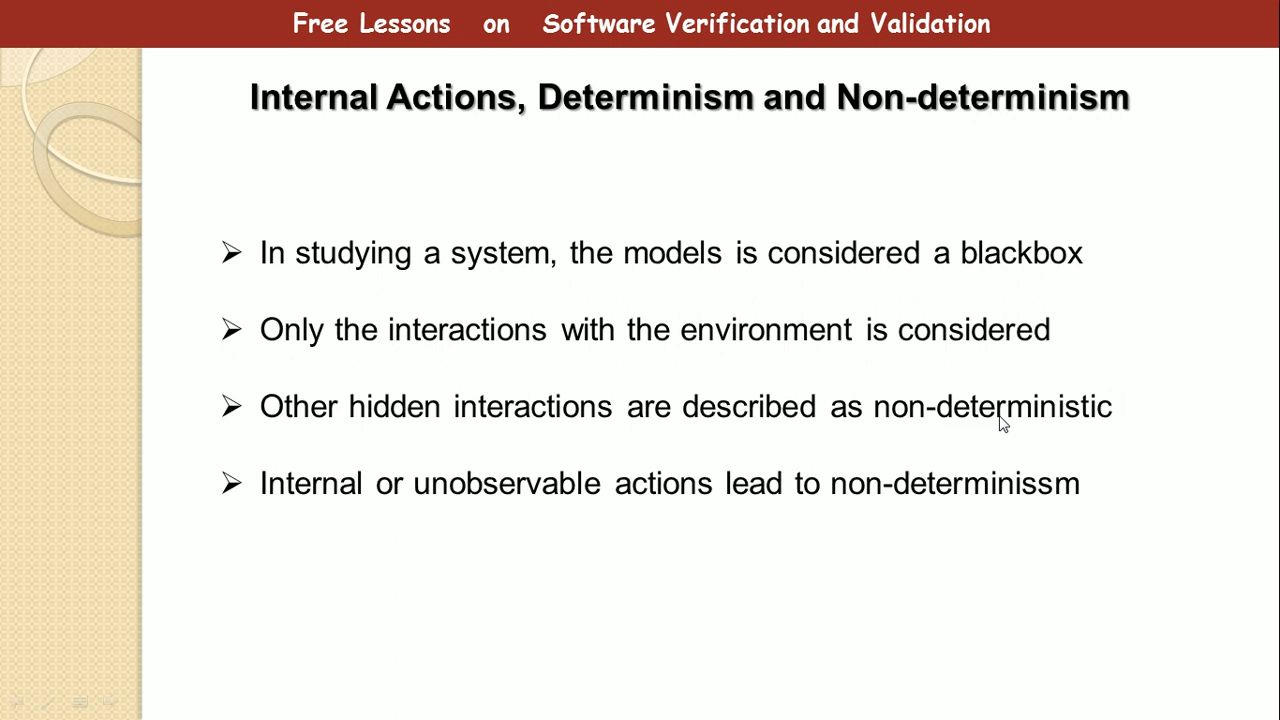 Free Lessons on Software Verification and Validation
Internal Actions, Determinism and Non-determinism
➢ In studying a system, the models is considered a blackbox
➢ Only the interactions with the environment is considered
➢ Other hidden interactions are described as non-deterministic
➢ Internal or unobservable actions lead to non-determinissm